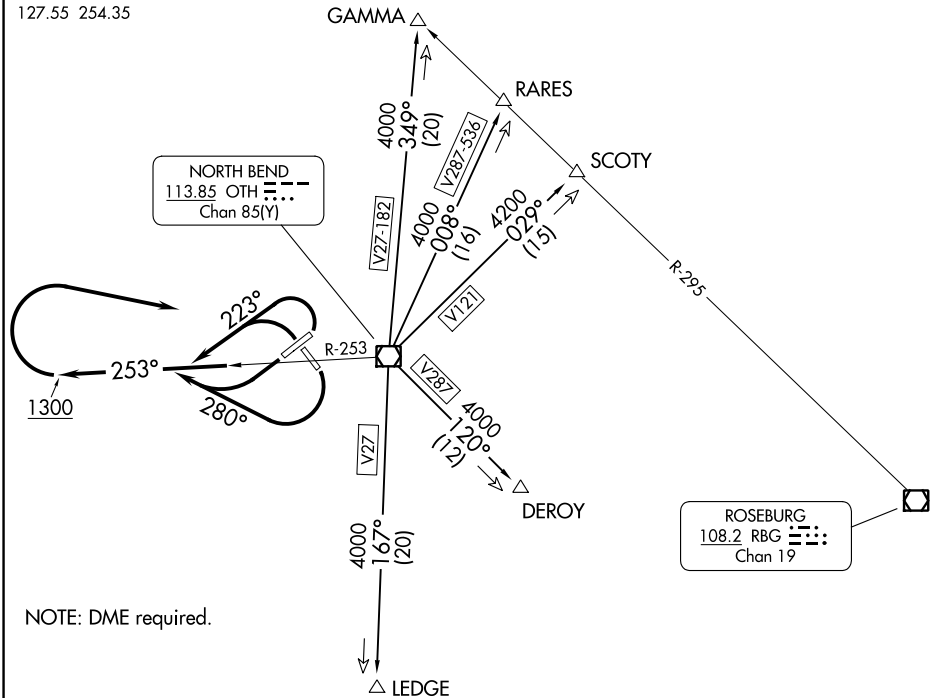 127.55 254.35
GAMMA
RARES
SCOTY
4000
349°
(20)
V287-536
NORTH BEND
113.85 OTH
Chan 85(Y)
V27-182
4000
008°
(16)
4200
029°
(15)
R-295
V121
223°
R-253
253°
1300
280°
V287
4000
120°
(12)
V27
DEROY
ROSEBURG
108.2 RBG
Chan 19
4000
167°
(20)
NOTE: DME required.
LEDGE